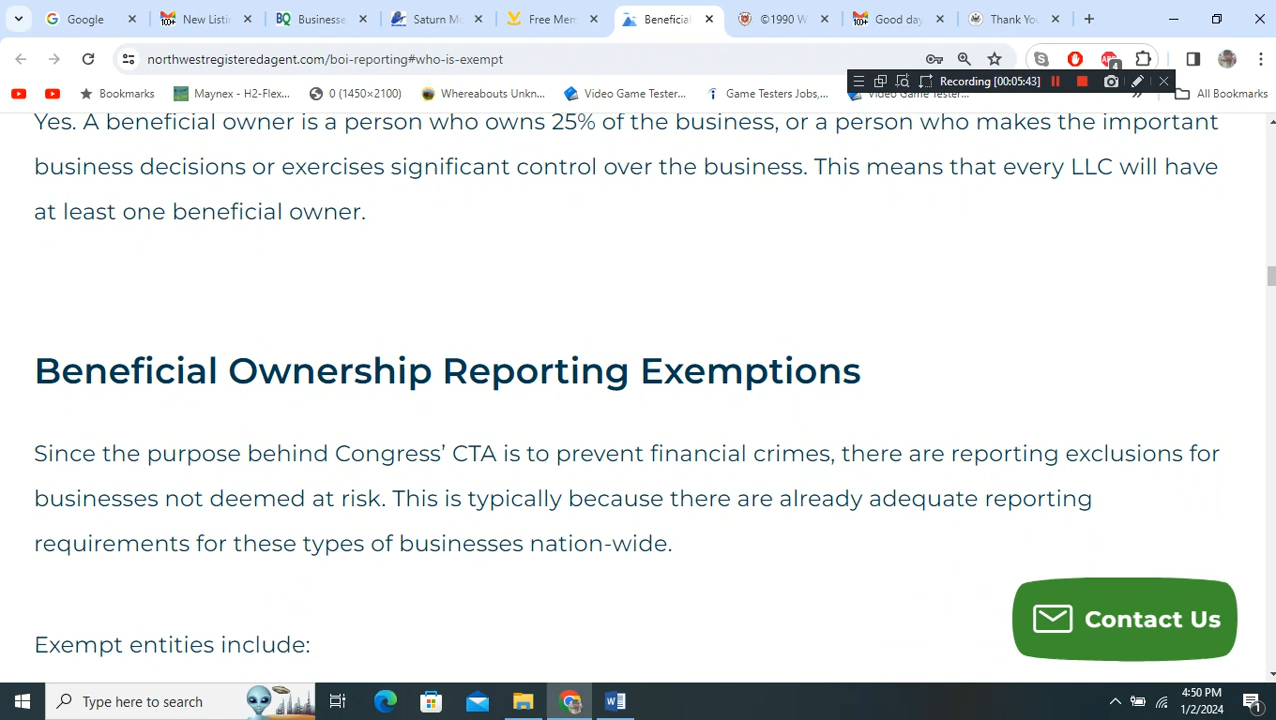 Google
New Listin
Businesse
Saturn Mo
Free Mem
Beneficial
©1990 W
Good day
Thank You
northwestregisteredagent.com/boi-reporting#who-is-exempt
Recording [00:05:43]
Bookmarks
Maynex - H2-Flex...
0 (1450×2100)
Whereabouts Unkn...
Video Game Tester...
Game Testers Jobs,...
Video Game Tester...
All Bookmarks
Yes. A beneficial owner is a person who owns 25% of the business, or a person who makes the important
business decisions or exercises significant control over the business. This means that every LLC will have
at least one beneficial owner.
Beneficial Ownership Reporting Exemptions
Since the purpose behind Congress’ CTA is to prevent financial crimes, there are reporting exclusions for
businesses not deemed at risk. This is typically because there are already adequate reporting
requirements for these types of businesses nation-wide.
Contact Us
Exempt entities include:
Type here to search
4:50 PM
1/2/2024